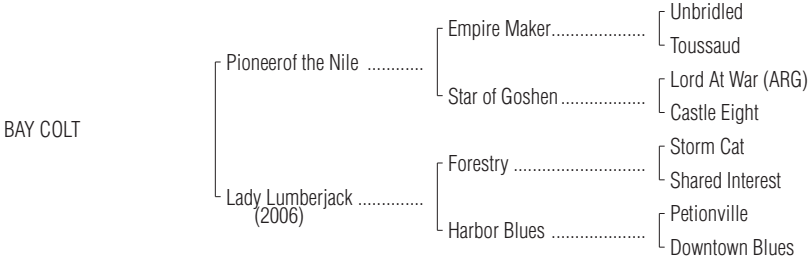 Unbridled
Empire Maker.....................
Toussaud
Pioneerof the Nile ............
Lord At War (ARG)
Star of Goshen...................
Castle Eight
BAY COLT
Storm Cat
Forestry ..........................
Shared Interest
Lady Lumberjack ..............
(2006)
Petionville
Harbor Blues .....................
Downtown Blues